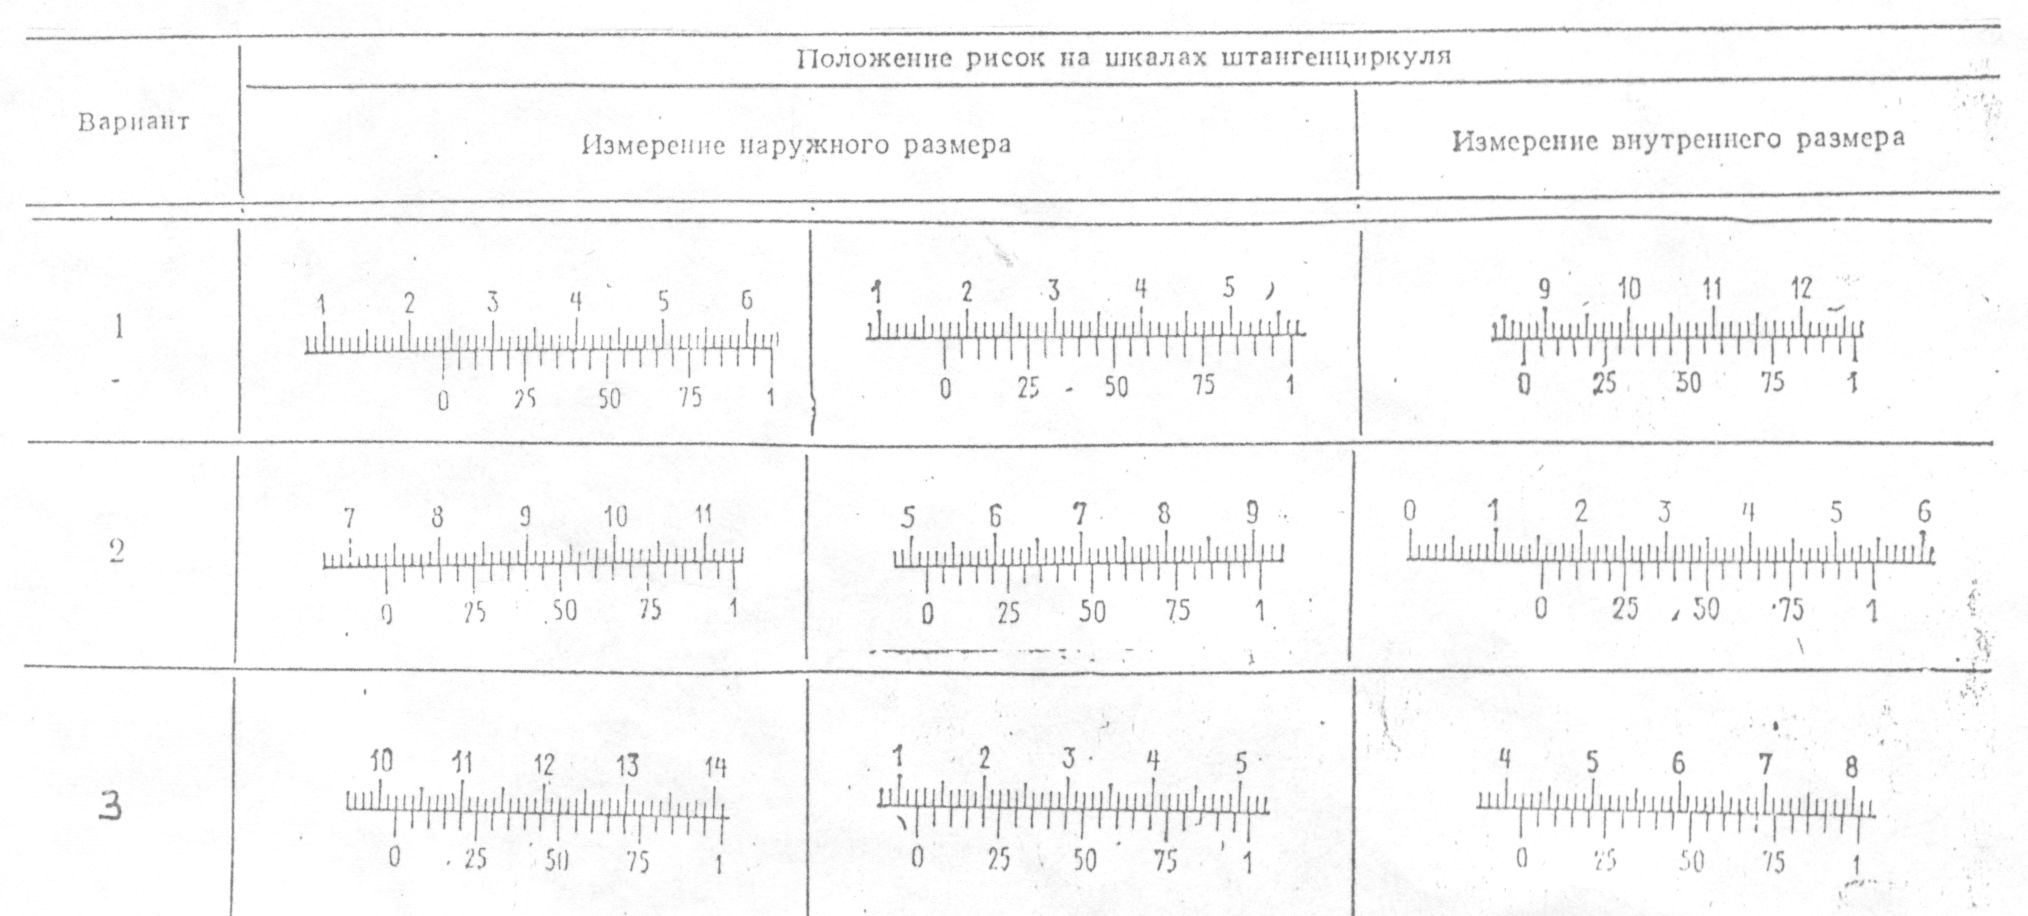 Положение рисок на шкалах штангенциркуля
Вариант
Измерение наружного размера
Измерение внутреннего размера
1
1 2 3 4 5 6
0 25 50 75 1
1 2 3 4 5
0 25 50 75 1
9 10 11 12
0 25 50 75 1
2
7 8 9 10 11
0 25 50 75 1
5 6 7 8 9
0 25 50 75 1
0 1 2 3 4 5 6
0 25 50 75 1
3
10 11 12 13 14
0 25 50 75 1
1 2 3 4 5
0 25 50 75 1
4 5 6 7 8
0 25 50 75 1